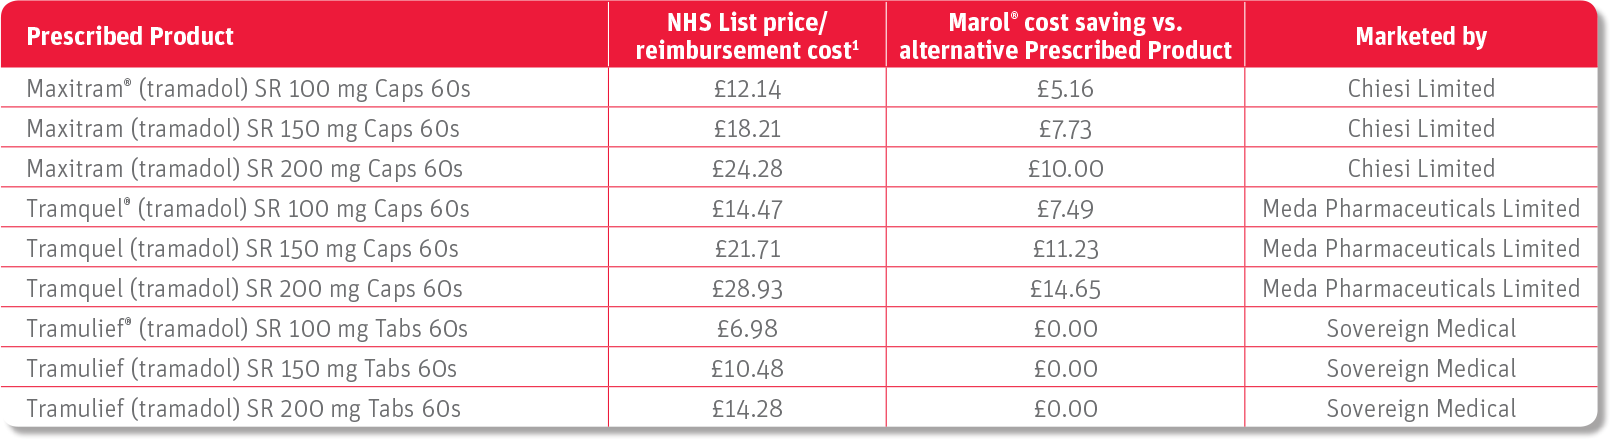 Prescribed Product
NHS List price/
reimbursement cost¹
Marol® cost saving vs.
alternative Prescribed Product
Marketed by
Maxitram® (tramadol) SR 100 mg Caps 60s £12.14 £5.16 Chiesi Limited
Maxitram (tramadol) SR 150 mg Caps 60s £18.21 £7.73 Chiesi Limited
Maxitram (tramadol) SR 200 mg Caps 60s £24.28 £10.00 Chiesi Limited
Tramquel® (tramadol) SR 100 mg Caps 60s £14.47 £7.49 Meda Pharmaceuticals Limited
Tramquel (tramadol) SR 150 mg Caps 60s £21.71 £11.23 Meda Pharmaceuticals Limited
Tramquel (tramadol) SR 200 mg Caps 60s £28.93 £14.65 Meda Pharmaceuticals Limited
Tramulief® (tramadol) SR 100 mg Tabs 60s £6.98 £0.00 Sovereign Medical
Tramulief (tramadol) SR 150 mg Tabs 60s £10.48 £0.00 Sovereign Medical
Tramulief (tramadol) SR 200 mg Tabs 60s £14.28 £0.00 Sovereign Medical